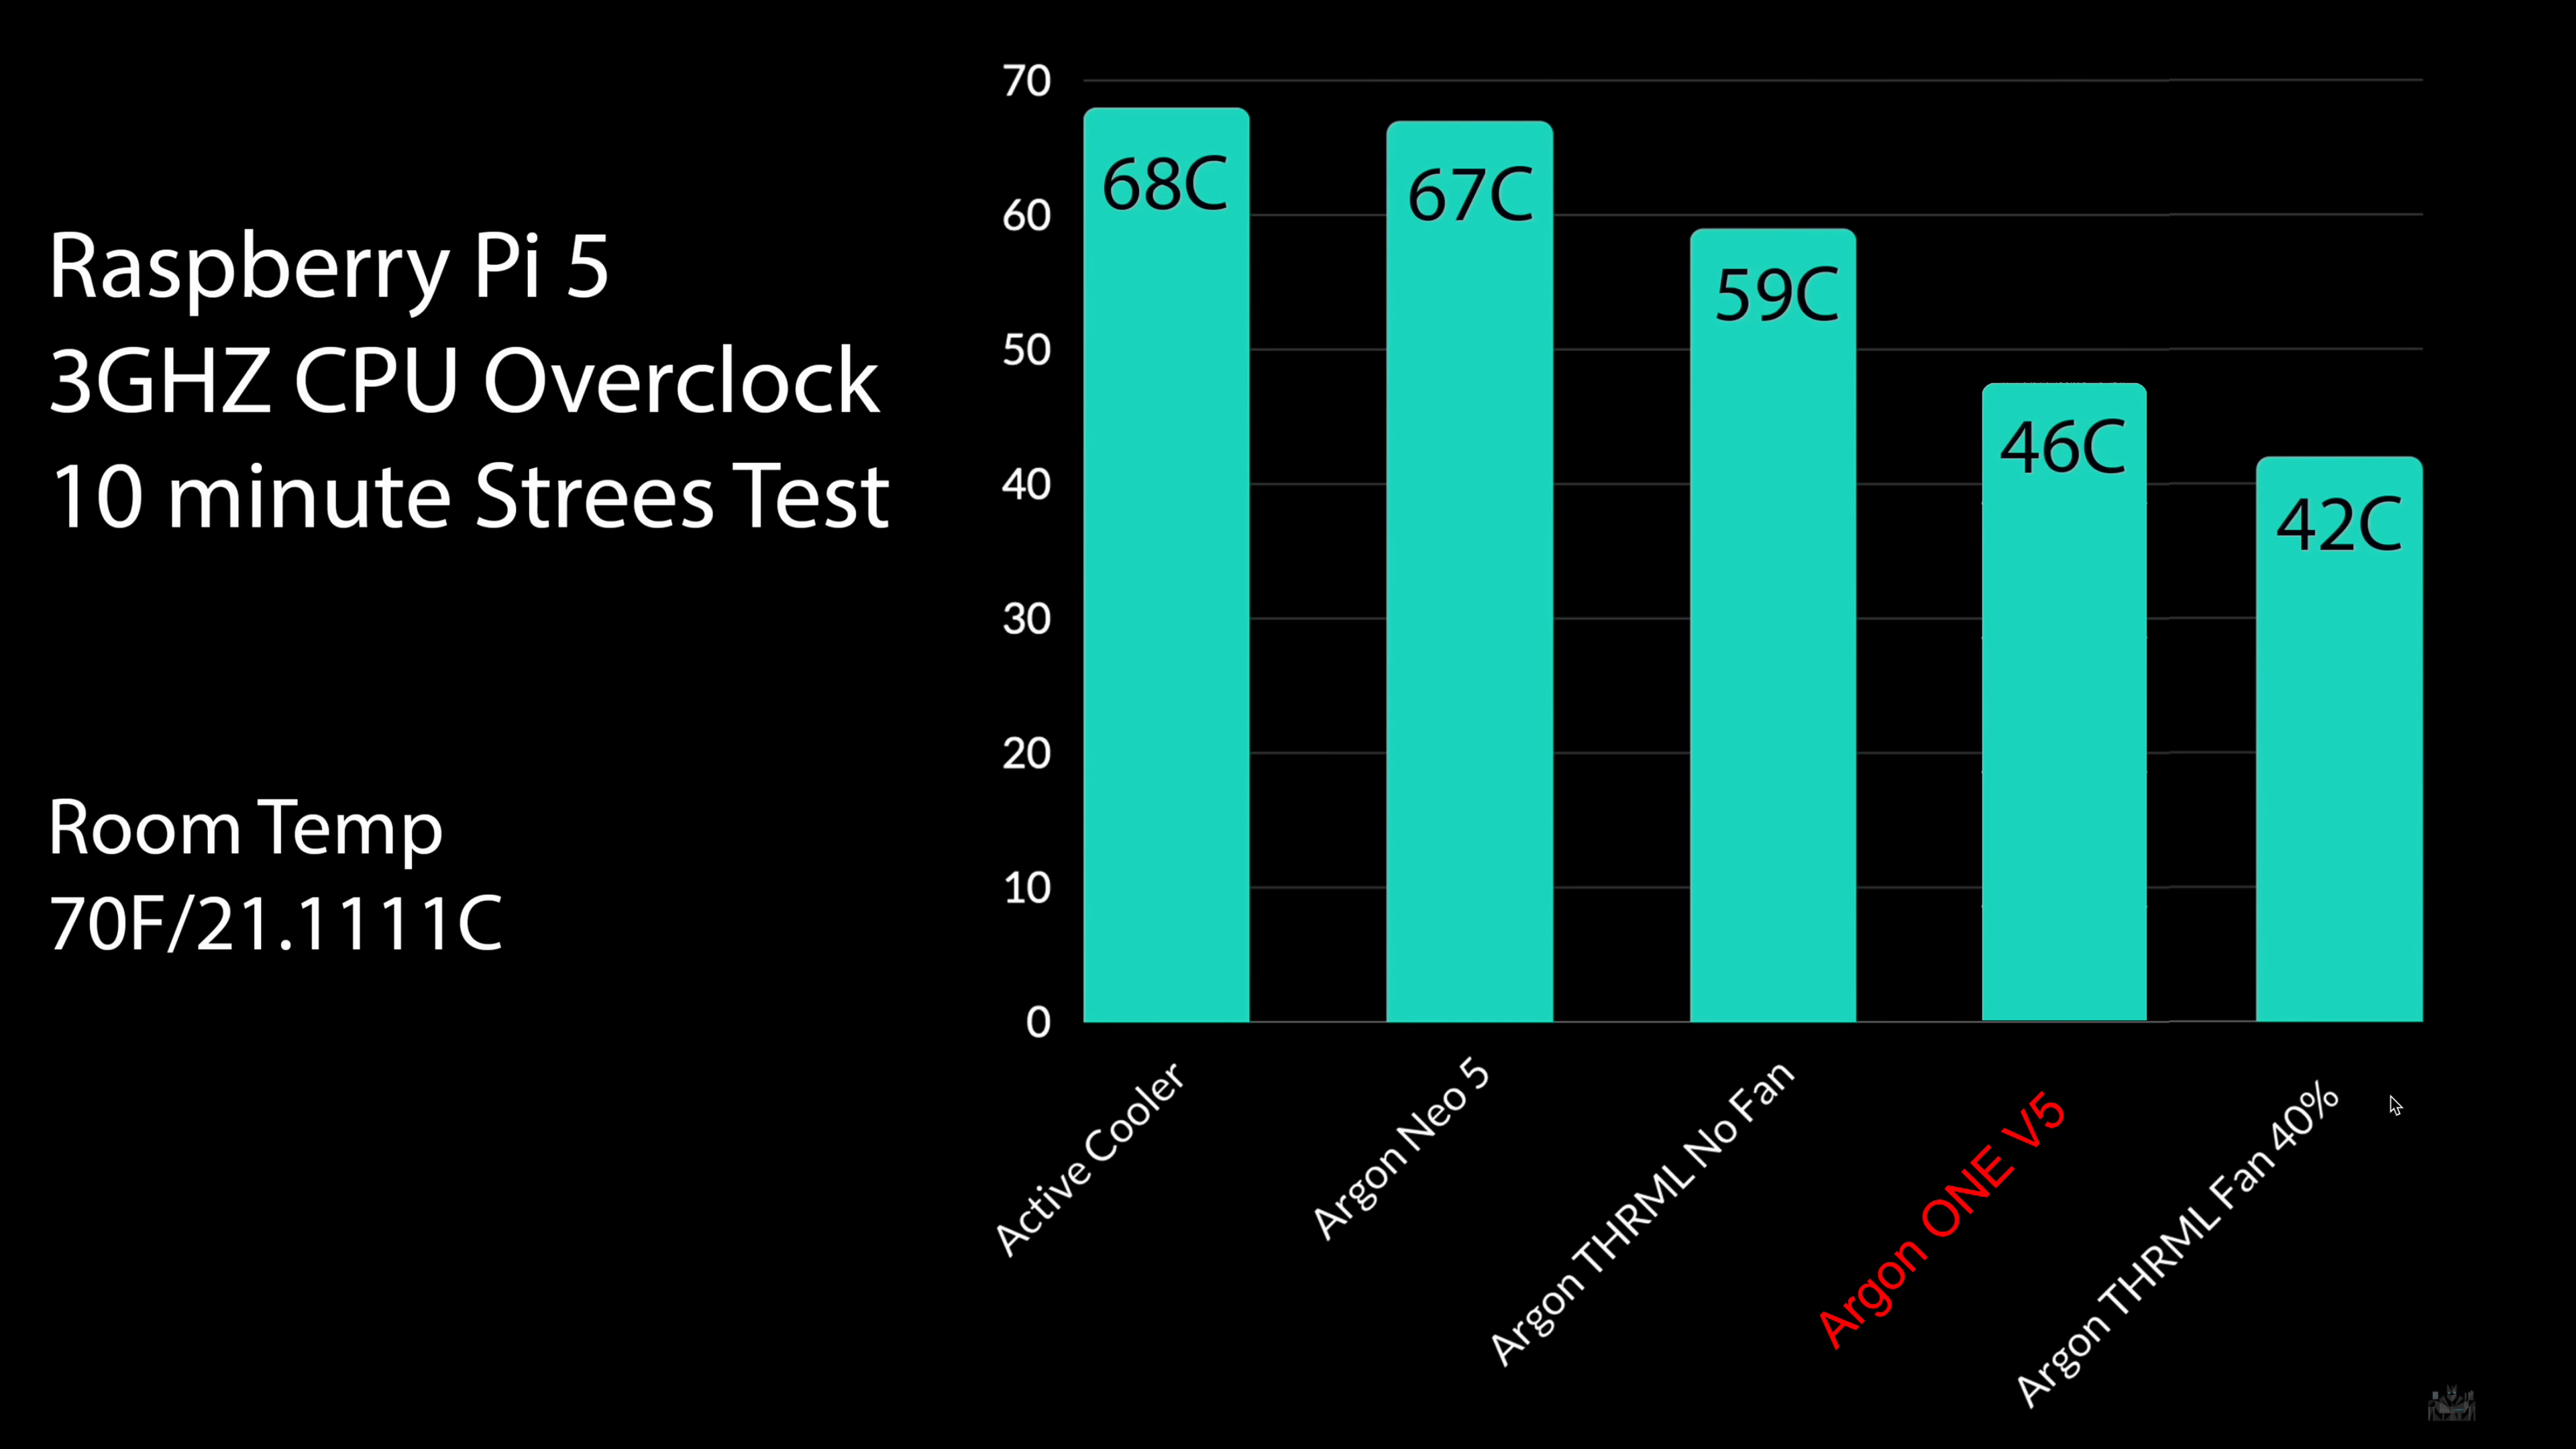 Raspberry Pi 5
3GHZ CPU Overclock
10 minute Strees Test
Room Temp
70F/21.1111C
70
60
50
40
30
20
10
0
68C
67C
59C
46C
42C
Active Cooler
Argon Neo 5
Argon THRML No Fan
Argon ONE V5
Argon THRML Fan 40%